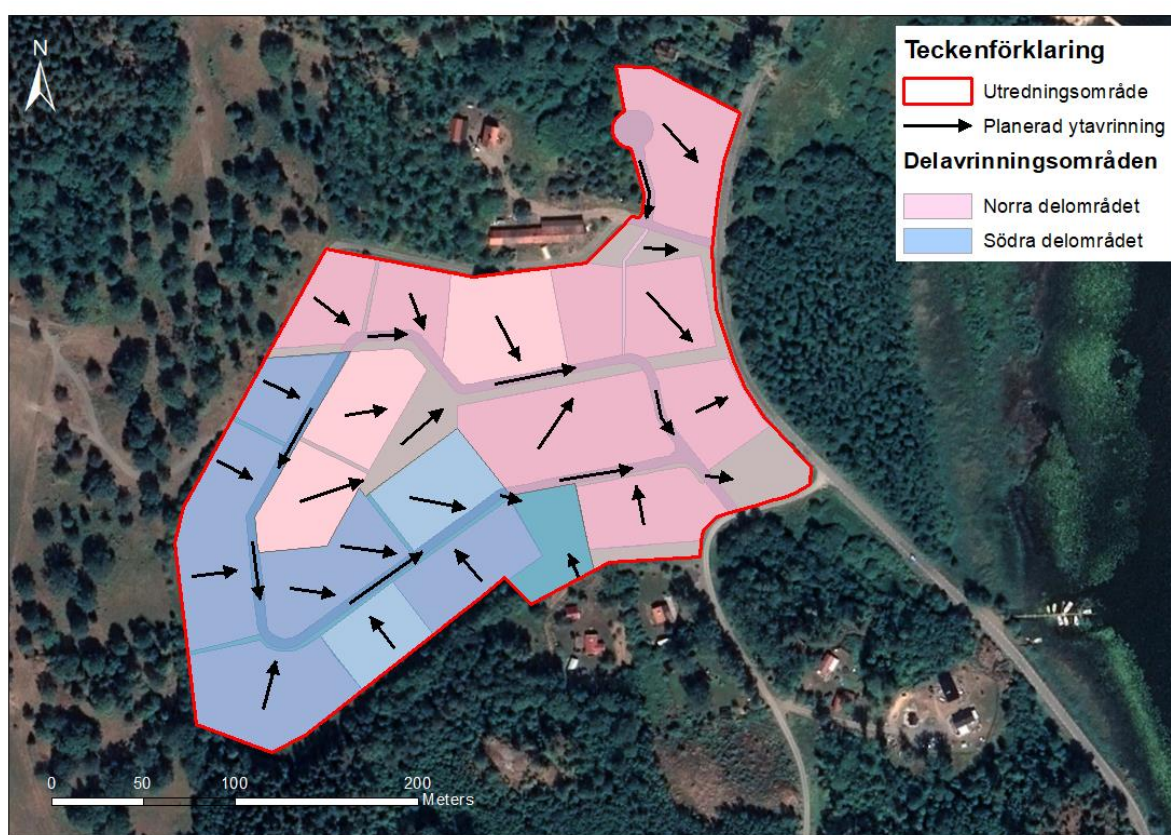 N
Teckenförklaring
Utredningsområde
Planerad ytavrinning
Delavrinningsområden
Norra delområdet
Södra delområdet
0 50 100 200
Meters